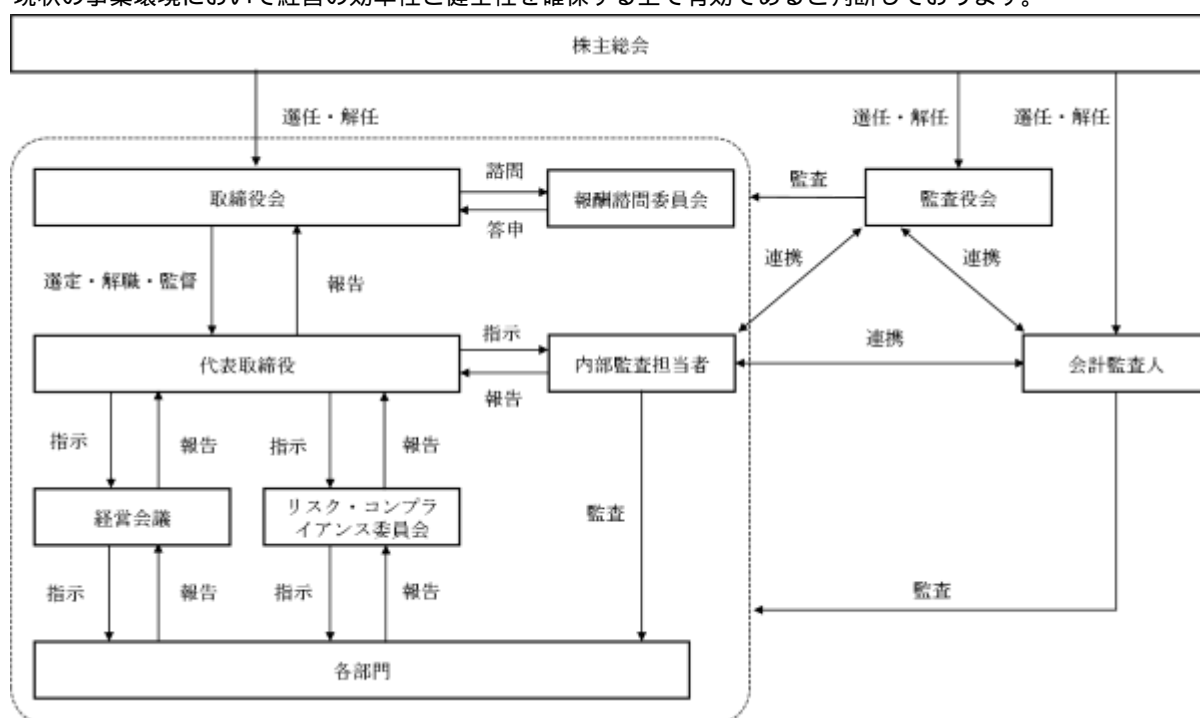 現状の事業環境において経営の効率性と健全性を確保する上で有効であると判断しております。
株主総会
選任・解任
選任・解任
選任・解任
取締役会
諮問
答申
報酬諮問委員会
監査
監査役会
選定・解職・監督
報告
連携
連携
代表取締役
指示
報告
内部監査担当者
連携
会計監査人
指示
報告
指示
報告
経営会議
リスク・コンプラ
イアンス委員会
監査
指示
報告
指示
報告
監査
各部門